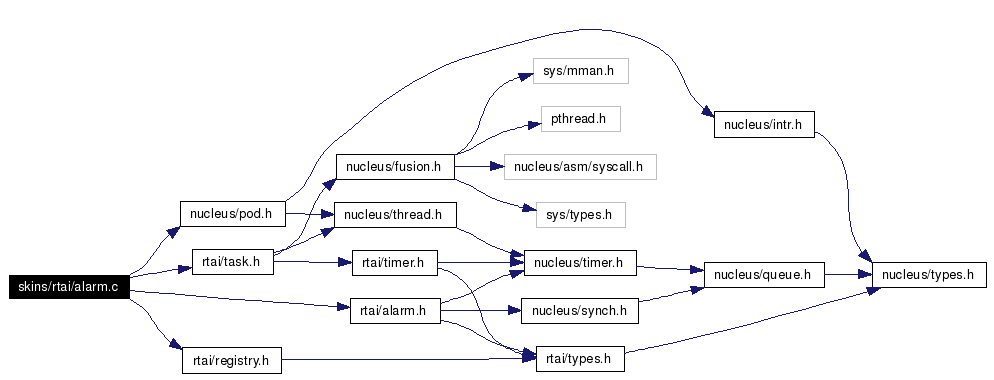 sys/mman.h
pthread.h
nucleus/intr.h
nucleus/fusion.h
nucleus/asm/syscall.h
nucleus/pod.h
nucleus/thread.h
sys/types.h
rtai/task.h
rtai/timer.h
nucleus/timer.h
nucleus/queue.h
nucleus/types.h
skins/rtai/alarm.c
rtai/alarm.h
nucleus/synch.h
rtai/registry.h
rtai/types.h